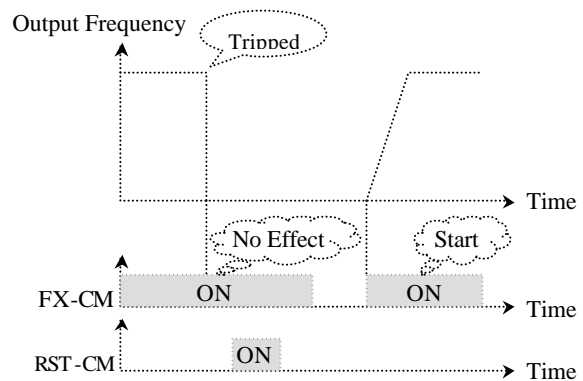 Output Frequency
Tripped
Time
No Effect
Start
FX-CM
ON
ON
Time
RST-CM
ON
Time